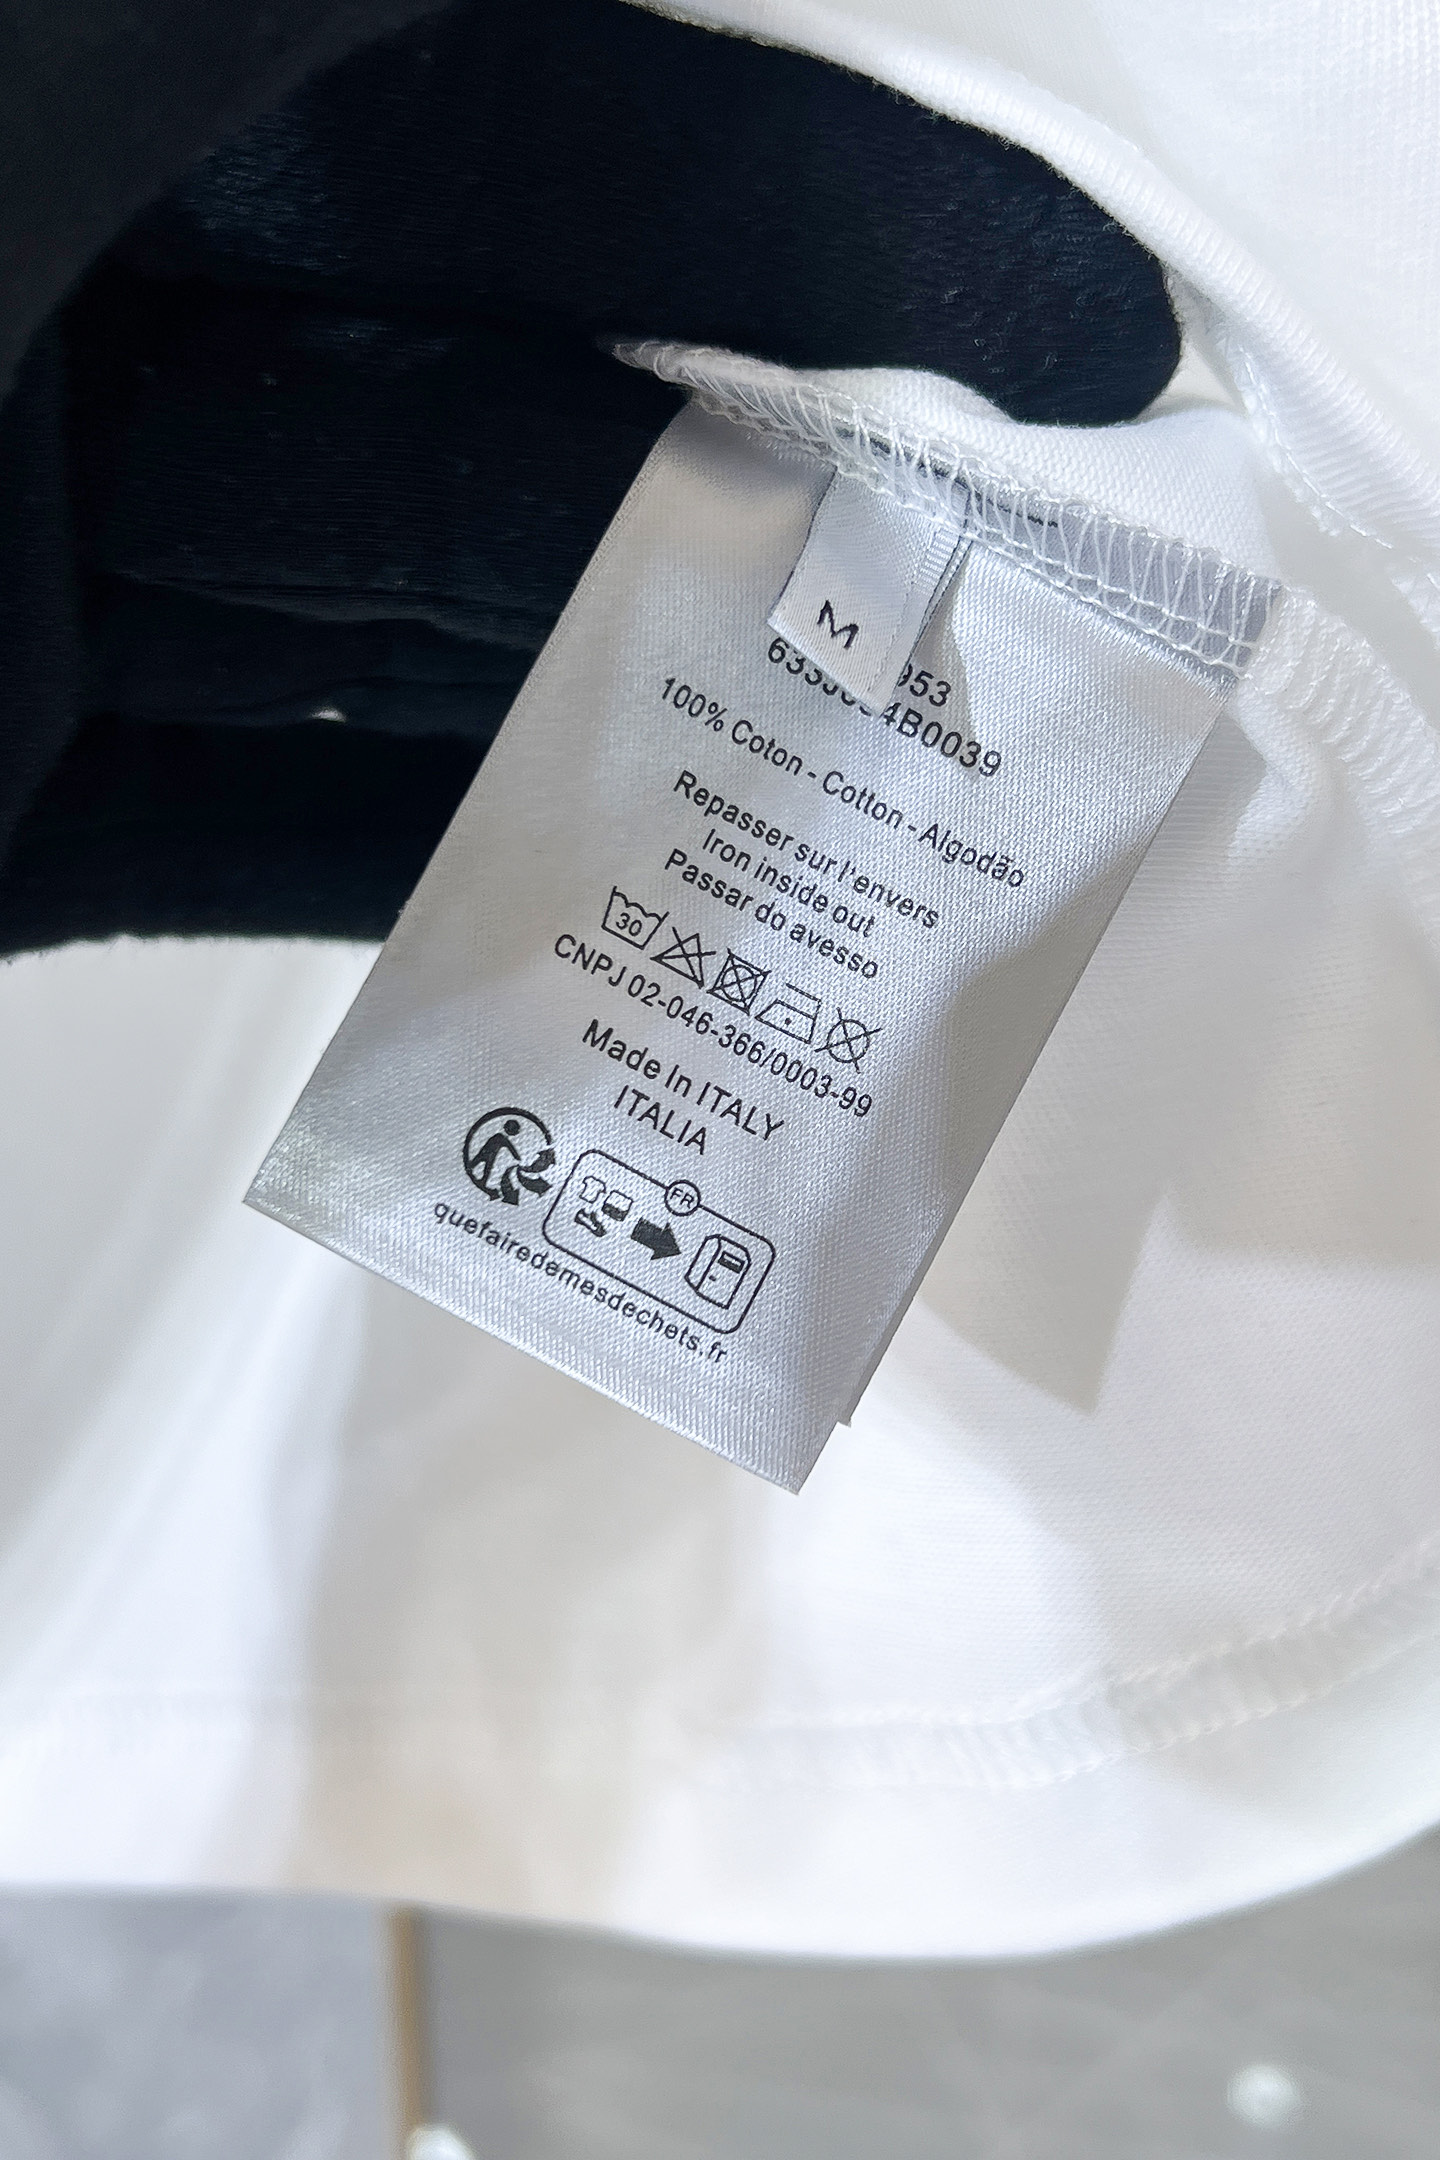 M
4B0039
100% Coton - Cotton - Algodão
Repasser sur l'envers
Iron inside out
Passar do avesso
30
CNPJ 02-046-366/0003-99
Made In ITALY
ITALIA
FR
quefairedemesdechets.fr